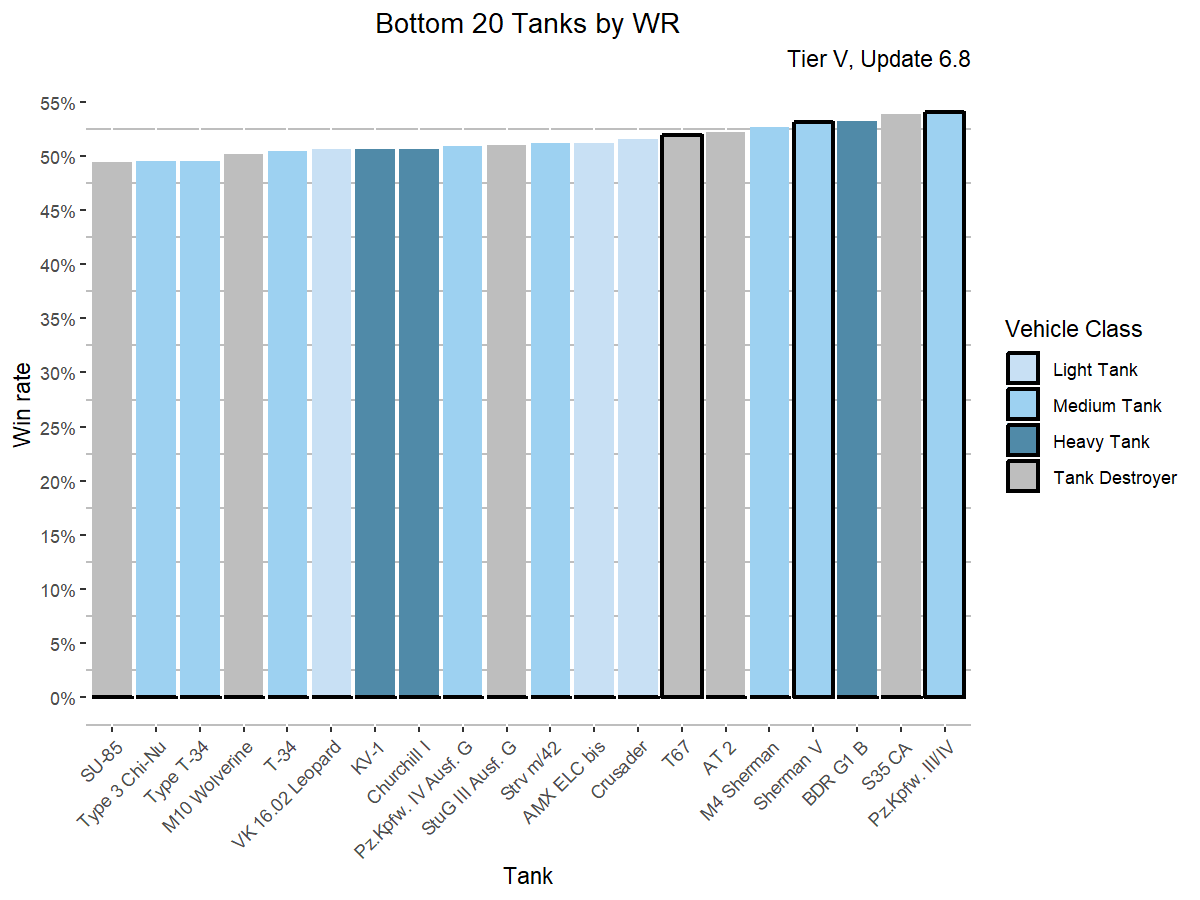 Bottom 20 Tanks by WR
Tier V, Update 6.8
55%
50%
45%
40%
35%
30%
25%
20%
15%
10%
5%
0%
Win rate
SU-85
Type 3 Chi-Nu
Type T-34
M10 Wolverine
T-34
VK 16.02 Leopard
KV-1
Churchill I
Pz.Kpfw. IV Ausf. G
StuG III Ausf. G
Strv m/42
AMX ELC bis
Crusader
T67
AT 2
M4 Sherman
Sherman V
BDR G1 B
S35 CA
Pz.Kpfw. III/IV
Tank
Vehicle Class
Light Tank
Medium Tank
Heavy Tank
Tank Destroyer